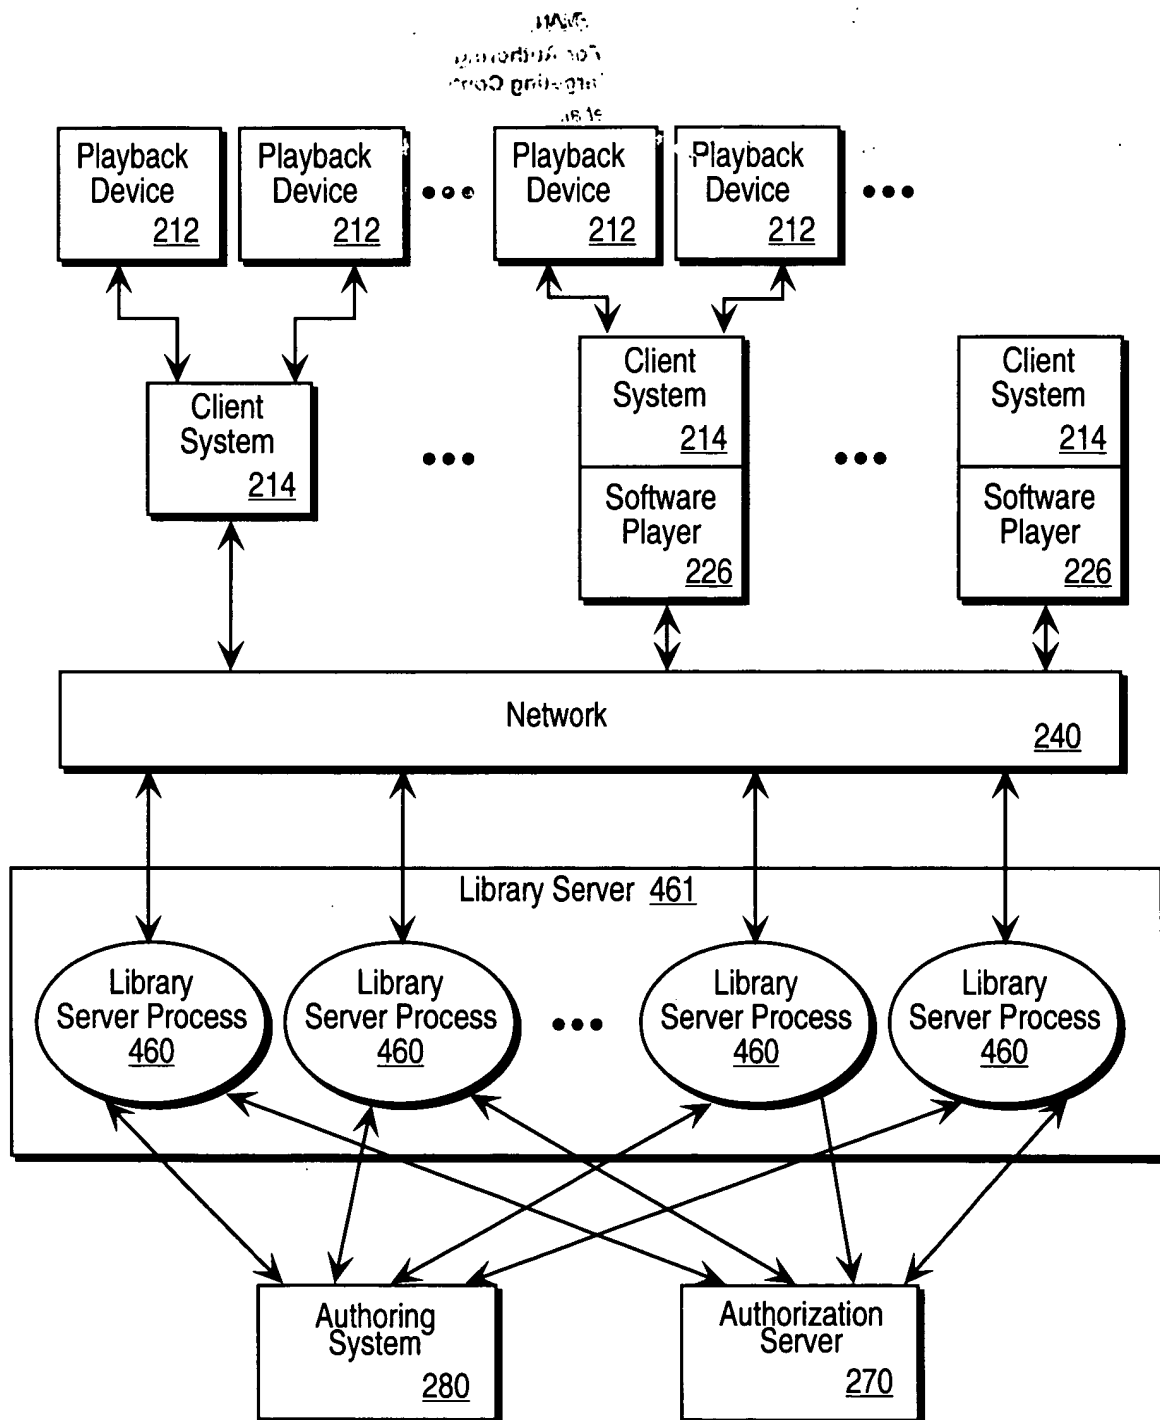 Playback
Device
212
Playback
Device
212
Playback
Device
212
Playback
Device
212
Client
System
214
Client
System
214
Software
Player
226
Client
System
214
Software
Player
226
Network
240
Library Server 461
Library
Server Process
460
Library
Server Process
460
Library
Server Process
460
Library
Server Process
460
Authoring
System
280
Authorization
Server
270